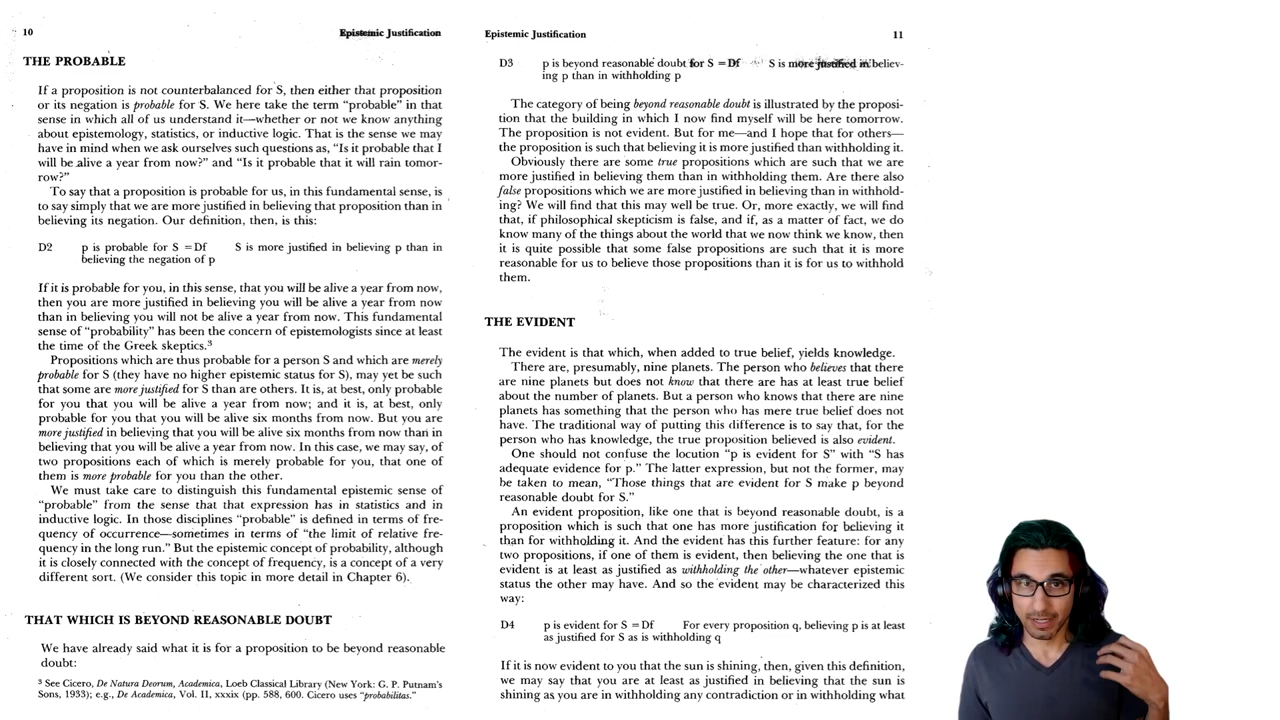 10 Epistemic Justification
THE PROBABLE
If a proposition is not counterbalanced for S, then either that proposition
or its negation is probable for S. We here take the term “probable” in that
sense in which all of us understand it—whether or not we know anything
about epistemology, statistics, or inductive logic. That is the sense we may
have in mind when we ask ourselves such questions as, “Is it probable that I
will be alive a year from now?” and “Is it probable that it will rain tomor-
row?”
To say that a proposition is probable for us, in this fundamental sense, is
to say simply that we are more justified in believing that proposition than in
believing its negation. Our definition, then, is this:
D2 p is probable for S =Df S is more justified in believing p than in
believing the negation of p
If it is probable for you, in this sense, that you will be alive a year from now,
then you are more justified in believing you will be alive a year from now
than in believing you will not be alive a year from now. This fundamental
sense of “probability” has been the concern of epistemologists since at least
the time of the Greek skeptics.³
Propositions which are thus probable for a person S and which are merely
probable for S (they have no higher epistemic status for S), may yet be such
that some are more justified for S than are others. It is, at best, only probable
for you that you will be alive a year from now; and it is, at best, only
probable for you that you will be alive six months from now. But you are
more justified in believing that you will be alive six months from now than in
believing that you will be alive a year from now. In this case, we may say, of
two propositions each of which is merely probable for you, that one of
them is more probable for you than the other.
We must take care to distinguish this fundamental epistemic sense of
“probable” from the sense that that expression has in statistics and in
inductive logic. In those disciplines “probable” is defined in terms of fre-
quency of occurrence—sometimes in terms of “the limit of relative fre-
quency in the long run.” But the epistemic concept of probability, although
it is closely connected with the concept of frequency, is a concept of a very
different sort. (We consider this topic in more detail in Chapter 6).
THAT WHICH IS BEYOND REASONABLE DOUBT
We have already said what it is for a proposition to be beyond reasonable
doubt:
³ See Cicero, De Natura Deorum, Academica, Loeb Classical Library (New York: G. P. Putnam's
Sons, 1933); e.g., De Academica, Vol. II, xxxix (pp. 588, 600. Cicero uses “probabilitas.”
Epistemic Justification 11
D3 p is beyond reasonable doubt for S =Df S is more justified in believ-
ing p than in withholding p
The category of being beyond reasonable doubt is illustrated by the proposi-
tion that the building in which I now find myself will be here tomorrow.
The proposition is not evident. But for me—and I hope that for others—
the proposition is such that believing it is more justified than withholding it.
Obviously there are some true propositions which are such that we are
more justified in believing them than in withholding them. Are there also
false propositions which we are more justified in believing than in withhold-
ing? We will find that this may well be true. Or, more exactly, we will find
that, if philosophical skepticism is false, and if, as a matter of fact, we do
know many of the things about the world that we now think we know, then
it is quite possible that some false propositions are such that it is more
reasonable for us to believe those propositions than it is for us to withhold
them.
THE EVIDENT
The evident is that which, when added to true belief, yields knowledge.
There are, presumably, nine planets. The person who believes that there
are nine planets but does not know that there are has at least true belief
about the number of planets. But a person who knows that there are nine
planets has something that the person who has mere true belief does not
have. The traditional way of putting this difference is to say that, for the
person who has knowledge, the true proposition believed is also evident.
One should not confuse the locution “p is evident for S” with “S has
adequate evidence for p.” The latter expression, but not the former, may
be taken to mean, “Those things that are evident for S make p beyond
reasonable doubt for S.”
An evident proposition, like one that is beyond reasonable doubt, is a
proposition which is such that one has more justification for believing it
than for withholding it. And the evident has this further feature: for any
two propositions, if one of them is evident, then believing the one that is
evident is at least as justified as withholding the other—whatever epistemic
status the other may have. And so the evident may be characterized this
way:
D4 p is evident for S =Df For every proposition q, believing p is at least
as justified for S as is withholding q
If it is now evident to you that the sun is shining, then, given this definition,
we may say that you are at least as justified in believing that the sun is
shining as you are in withholding any contradiction or in withholding what